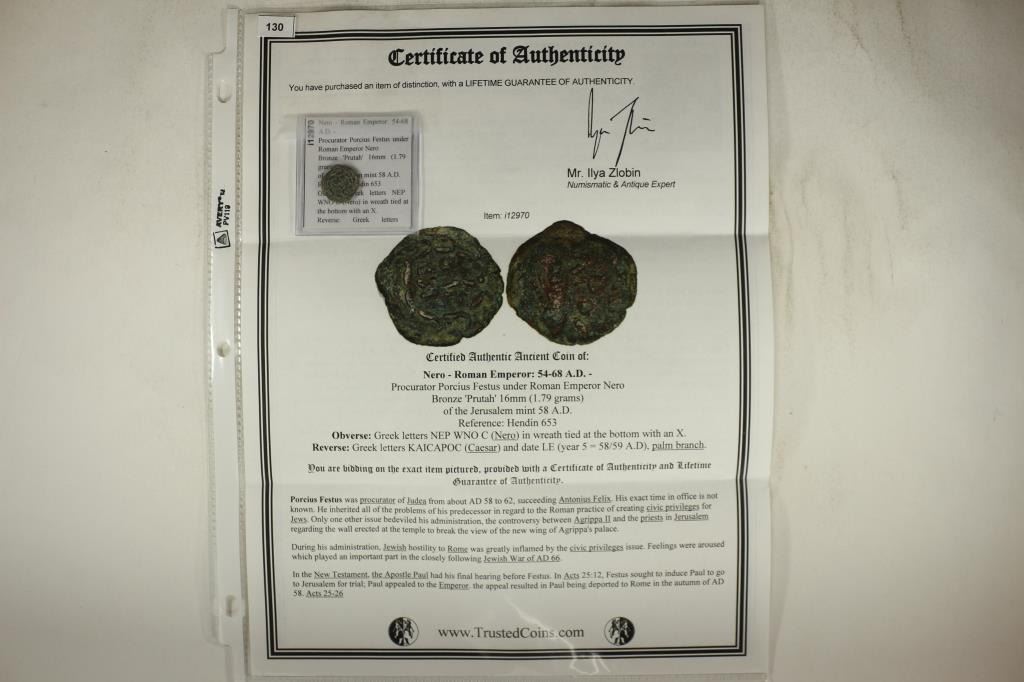 130
Certificate of Authenticity
You have purchased an item of distinction, with a LIFETIME GUARANTEE OF AUTHENTICITY.
Mr. Ilya Zlobin
Numismatic & Antique Expert
i12970
Nero - Roman Emperor 54-68
A.D. -
Procurator Porcius Festus under
Roman Emperor Nero
Bronze 'Prutah' 16mm (1.79
mint 58 A.D.
653
letters NEP
WNO in wreath tied at
the bottom with an X.
Reverse: Greek letters
AVERY
PV119
Item: i12970
Certified Authentic Ancient Coin of:
Nero - Roman Emperor: 54-68 A.D. -
Procurator Porcius Festus under Roman Emperor Nero
Bronze 'Prutah' 16mm (1.79 grams)
of the Jerusalem mint 58 A.D.
Reference: Hendin 653
Obverse: Greek letters NEP WNO C (Nero) in wreath tied at the bottom with an X.
Reverse: Greek letters KAICAPOC (Caesar) and date LE (year 5 = 58/59 A.D), palm branch.
You are bidding on the exact item pictured, provided with a Certificate of Authenticity and Lifetime
Guarantee of Authenticity.
Porcius Festus was procurator of Judea from about AD 58 to 62, succeeding Antonius Felix. His exact time in office is not
known. He inherited all of the problems of his predecessor in regard to the Roman practice of creating civic privileges for
Jews. Only one other issue bedeviled his administration, the controversy between Agrippa II and the priests in Jerusalem
regarding the wall erected at the temple to break the view of the new wing of Agrippa's palace.
During his administration, Jewish hostility to Rome was greatly inflamed by the civic privileges issue. Feelings were aroused
which played an important part in the closely following Jewish War of AD 66.
In the New Testament, the Apostle Paul had his final hearing before Festus. In Acts 25:12, Festus sought to induce Paul to go
to Jerusalem for trial; Paul appealed to the Emperor. the appeal resulted in Paul being deported to Rome in the autumn of AD
58. Acts 25-26
www.TrustedCoins.com